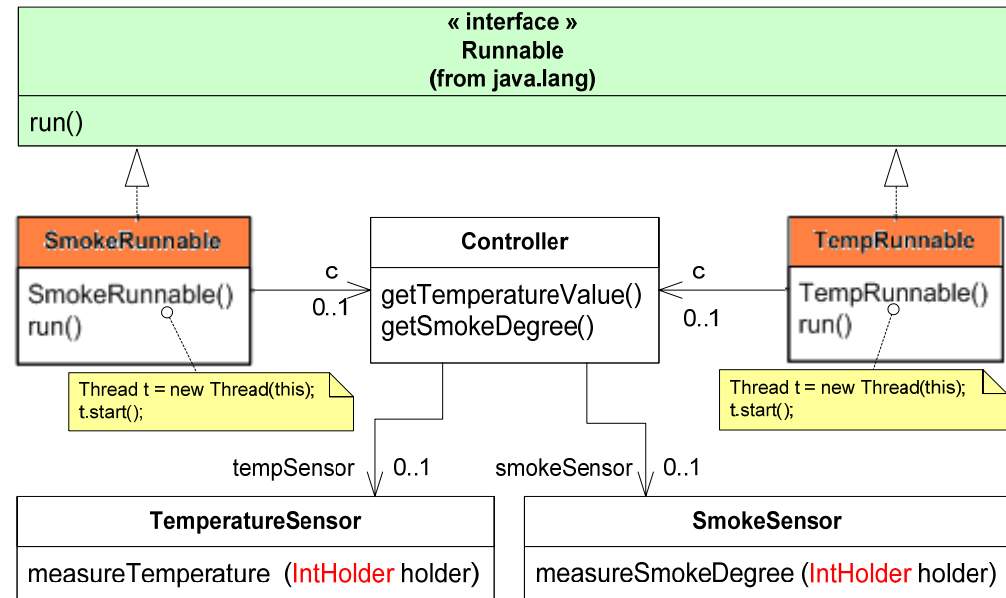 « interface »
Runnable
(from java.lang)
run()
SmokeRunnable
SmokeRunnable()
run()
c
0..1
Controller
getTemperatureValue()
getSmokeDegree()
c
0..1
TempRunnable
TempRunnable()
run()
Thread t = new Thread(this);
t.start();
Thread t = new Thread(this);
t.start();
tempSensor 0..1
smokeSensor 0..1
TemperatureSensor
measureTemperature (IntHolder holder)
SmokeSensor
measureSmokeDegree (IntHolder holder)